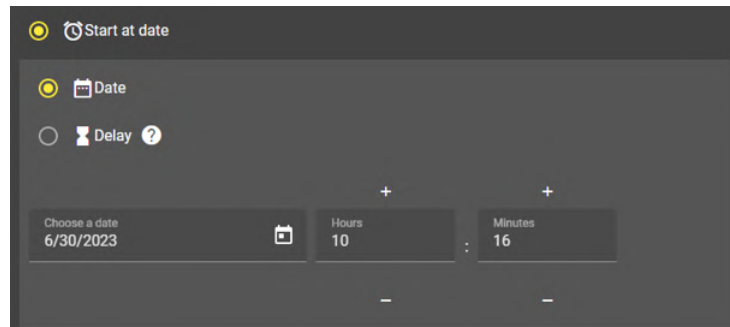 Start at date
Date
Delay ?
+ +
Choose a date Hours Minutes
6/30/2023 10 : 16
− −